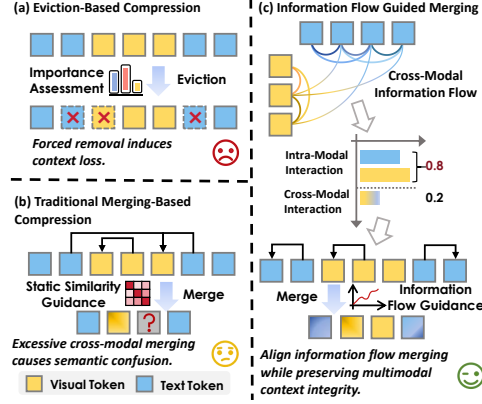 (a) Eviction-Based Compression
Importance
Assessment
Eviction
Forced removal induces
context loss.
(b) Traditional Merging-Based
Compression
Static Similarity
Guidance
Merge
?
Excessive cross-modal merging
causes semantic confusion.
Visual Token
Text Token
(c) Information Flow Guided Merging
Cross-Modal
Information Flow
Intra-Modal
Interaction
0.8
Cross-Modal
Interaction
0.2
Merge
Information
Flow Guidance
Align information flow merging
while preserving multimodal
context integrity.